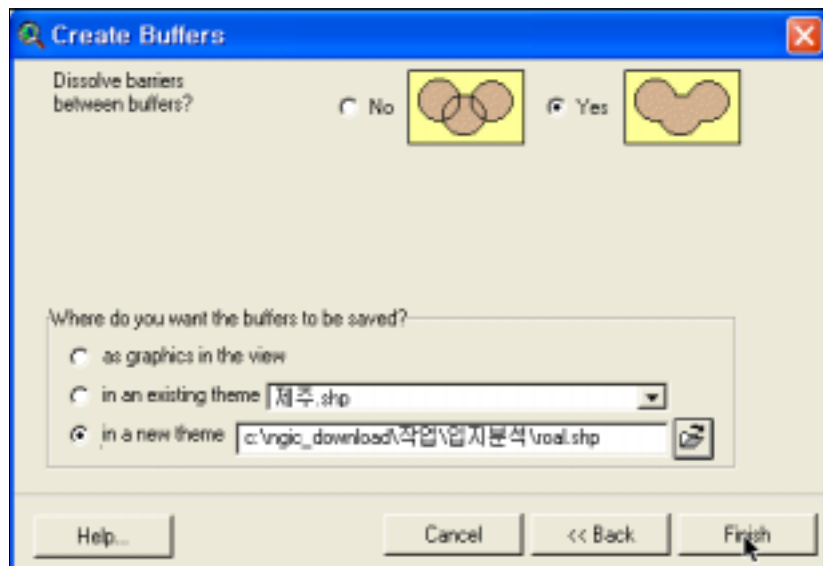 Create Buffers
Dissolve barriers
between buffers?
No
Yes
Where do you want the buffers to be saved?
as graphics in the view
in an existing theme 제주.shp
in a new theme c:\ngic_download\작업\입지분석\roal.shp
Help... Cancel << Back Finish